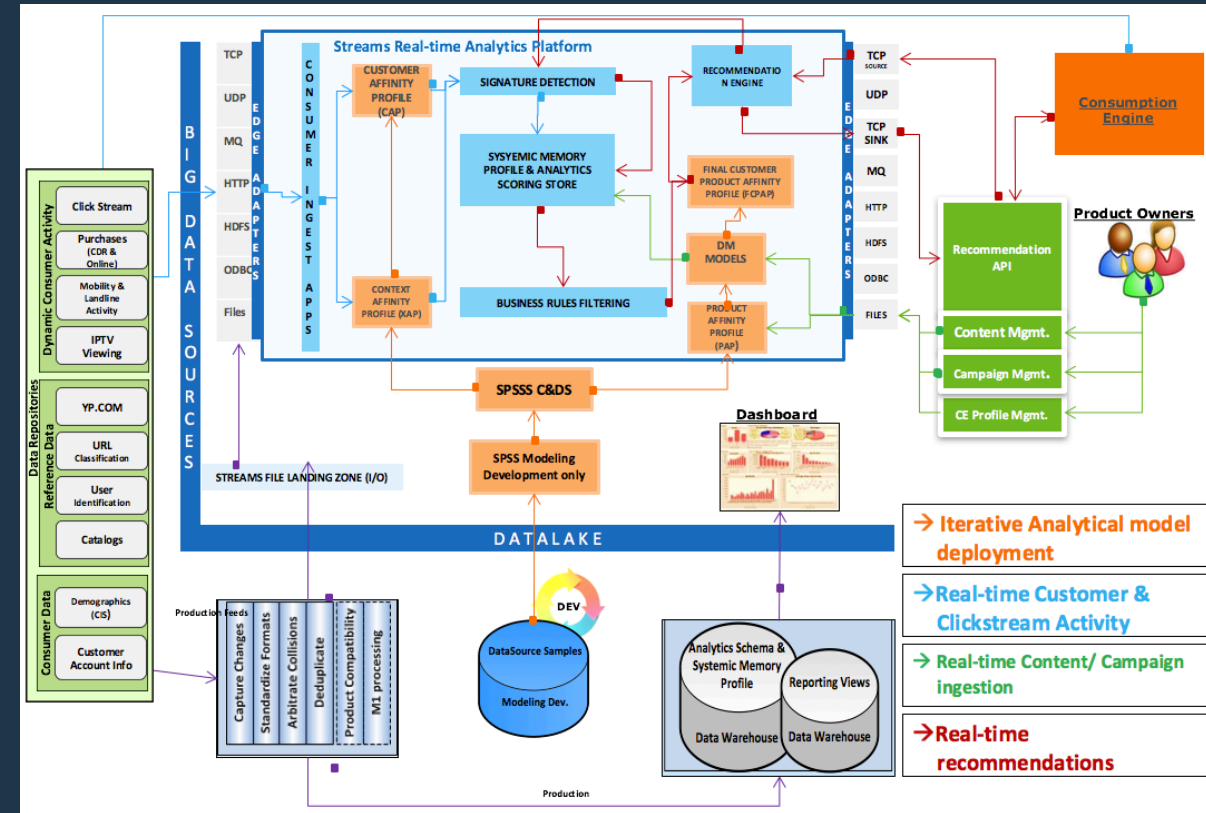 Streams Real-time Analytics Platform
BIG DATA SOURCES
TCP
UDP
MQ
HTTP
HDFS
ODBC
Files
EDGE ADAPTERS
CONSUMER INGEST APPS
CUSTOMER
AFFINITY
PROFILE
(CAP)
SIGNATURE DETECTION
SYSYEMIC MEMORY
PROFILE & ANALYTICS
SCORING STORE
CONTEXT
AFFINITY
PROFILE (XAP)
BUSINESS RULES FILTERING
RECOMMENDATIO
N ENGINE
FINAL CUSTOMER
PRODUCT AFFINITY
PROFILE (FCPAP)
DM
MODELS
PRODUCT
AFFINITY
PROFILE
(PAP)
EDGE ADAPTERS
TCP
SOURCE
UDP
TCP
SINK
MQ
HTTP
HDFS
ODBC
FILES
Consumption
Engine
Product Owners
Recommendation
API
Content Mgmt.
Campaign Mgmt.
CE Profile Mgmt.
Data Repositories
Dynamic Consumer Activity
Click Stream
Purchases
(CDR &
Online)
Mobility &
Landline
Activity
IPTV
Viewing
Reference Data
YP.COM
URL
Classification
User
Identification
Catalogs
Consumer Data
Demographics
(CIS)
Customer
Account Info
STREAMS FILE LANDING ZONE (I/O)
SPSSS C&DS
SPSS Modeling
Development only
Dashboard
DATALAKE
Production Feeds
Capture Changes
Standardize Formats
Arbitrate Collisions
Deduplicate
Product Compatibility
M1 processing
DEV
DataSource Samples
Modeling Dev.
Analytics Schema &
Systemic Memory
Profile
Data Warehouse
Reporting Views
Data Warehouse
Production
→ Iterative Analytical model
deployment
→Real-time Customer &
Clickstream Activity
→ Real-time Content/ Campaign
ingestion
→Real-time
recommendations